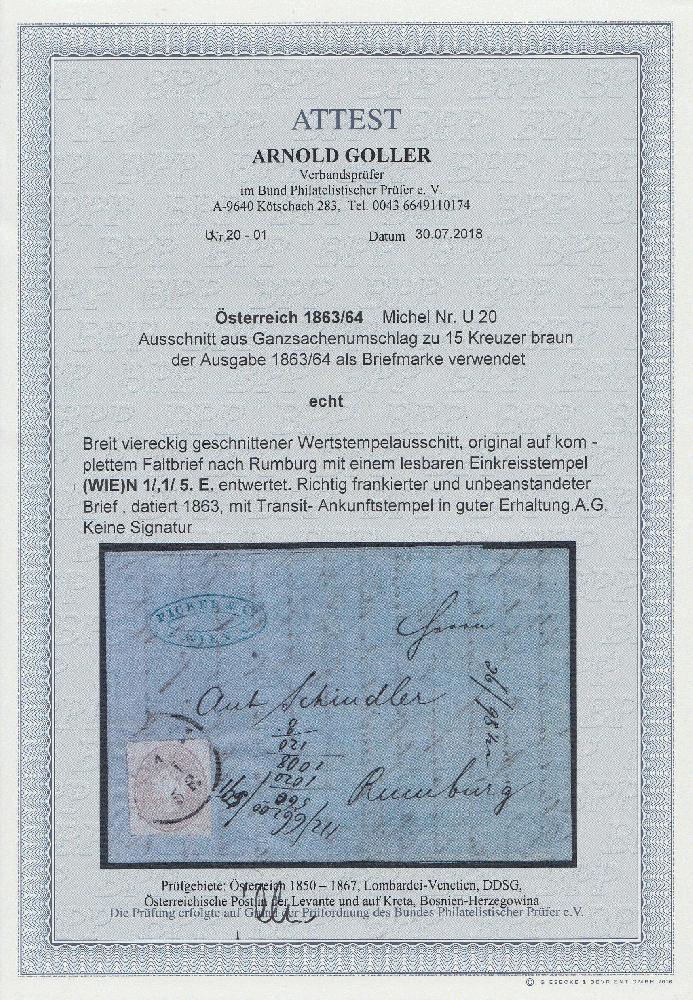 ATTEST
ARNOLD GOLLER
Verbandsprüfer
im Bund Philatelistischer Prüfer e. V.
A-9640 Kötschach 283, Tel. 0043 6649110174
Nr. 20 - 01 Datum 30.07.2018
Österreich 1863/64 Michel Nr. U 20
Ausschnitt aus Ganzsachenumschlag zu 15 Kreuzer braun
der Ausgabe 1863/64 als Briefmarke verwendet
echt
Breit viereckig geschnittener Wertstempelausschitt, original auf kom -
plettem Faltbrief nach Rumburg mit einem lesbaren Einkreisstempel
(WIE)N 1/,1/ 5. E. entwertet. Richtig frankierter und unbeanstandeter
Brief , datiert 1863, mit Transit- Ankunftstempel in guter Erhaltung.A.G.
Keine Signatur
WIEN
Herrn
Ant Schindler
Rumburg
Prüfgebiete: Österreich 1850 – 1867, Lombardei-Venetien, DDSG,
Österreichische Post in der Levante und auf Kreta, Bosnien-Herzegowina
Die Prüfung erfolgte auf Grund der Prüfordnung des Bundes Philatelistischer Prüfer e.V.
© GIESECKE & DEVRIENT GMBH